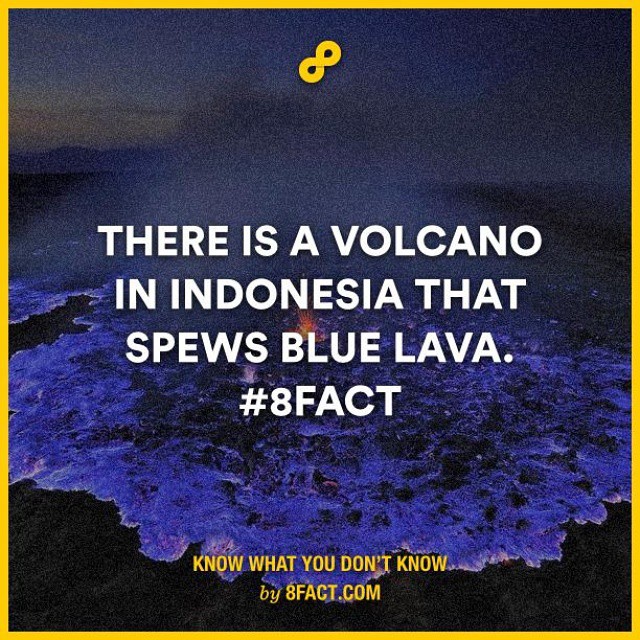 THERE IS A VOLCANO
IN INDONESIA THAT
SPEWS BLUE LAVA.
#8FACT
KNOW WHAT YOU DON'T KNOW
by 8FACT.COM